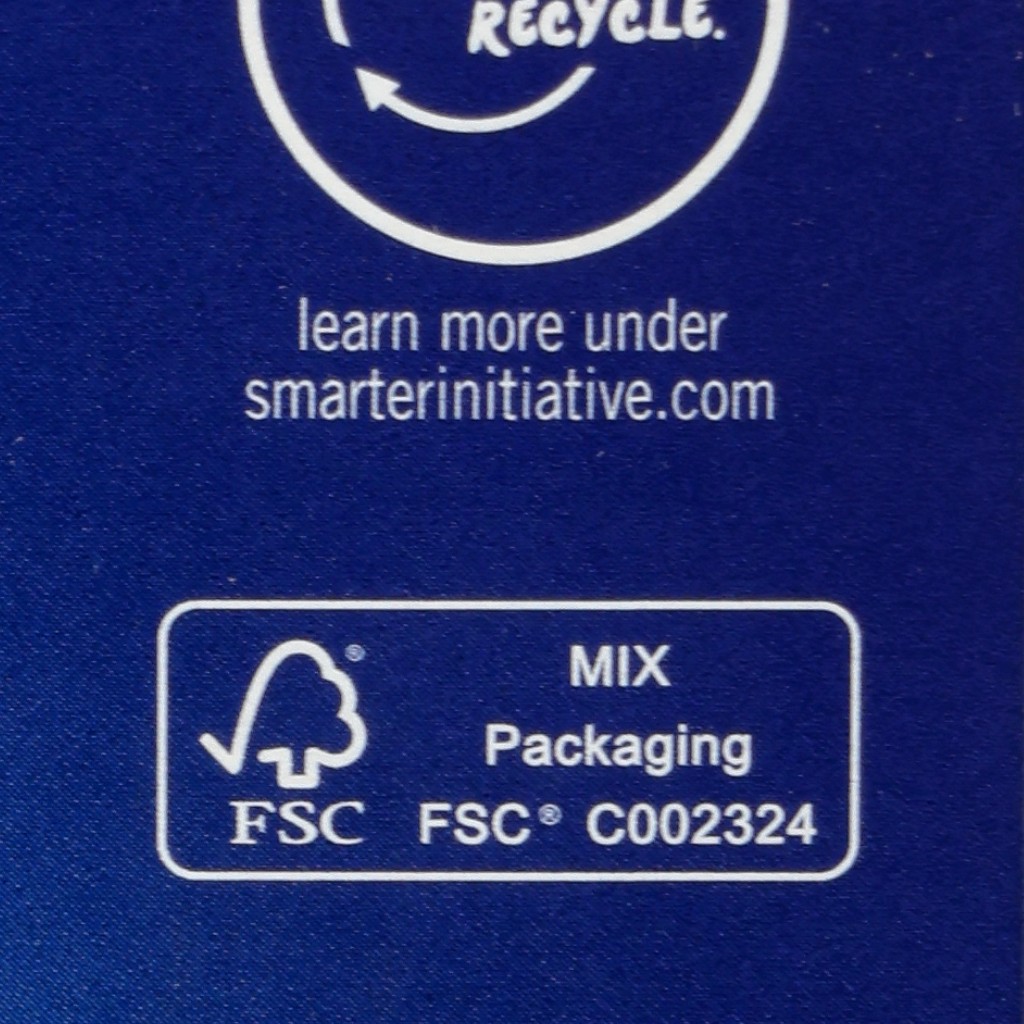 RECYCLE.
learn more under
smarterinitiative.com
®
MIX
Packaging
FSC
FSC® C002324